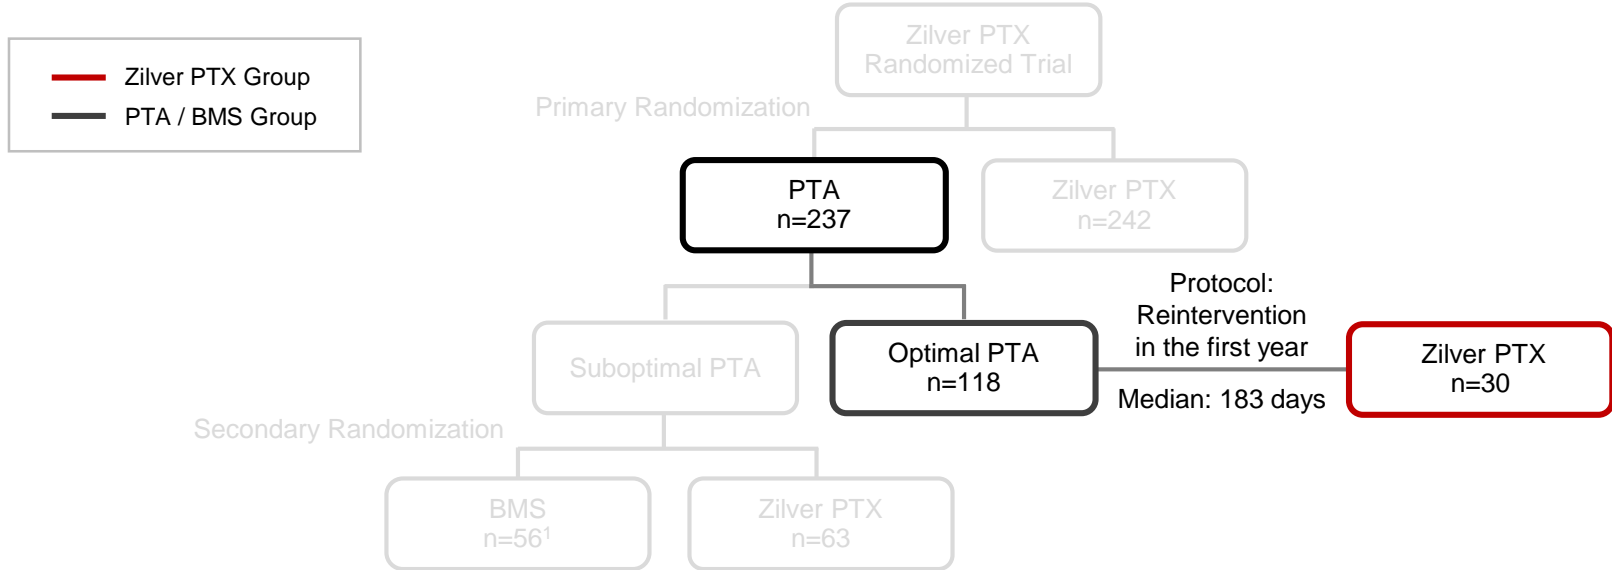 Zilver PTX Group
PTA / BMS Group
Zilver PTX
Randomized Trial
Primary Randomization
PTA
n=237
Zilver PTX
n=242
Protocol:
Reintervention
in the first year
Median: 183 days
Suboptimal PTA
Optimal PTA
n=118
Zilver PTX
n=30
Secondary Randomization
BMS
n=56¹
Zilver PTX
n=63